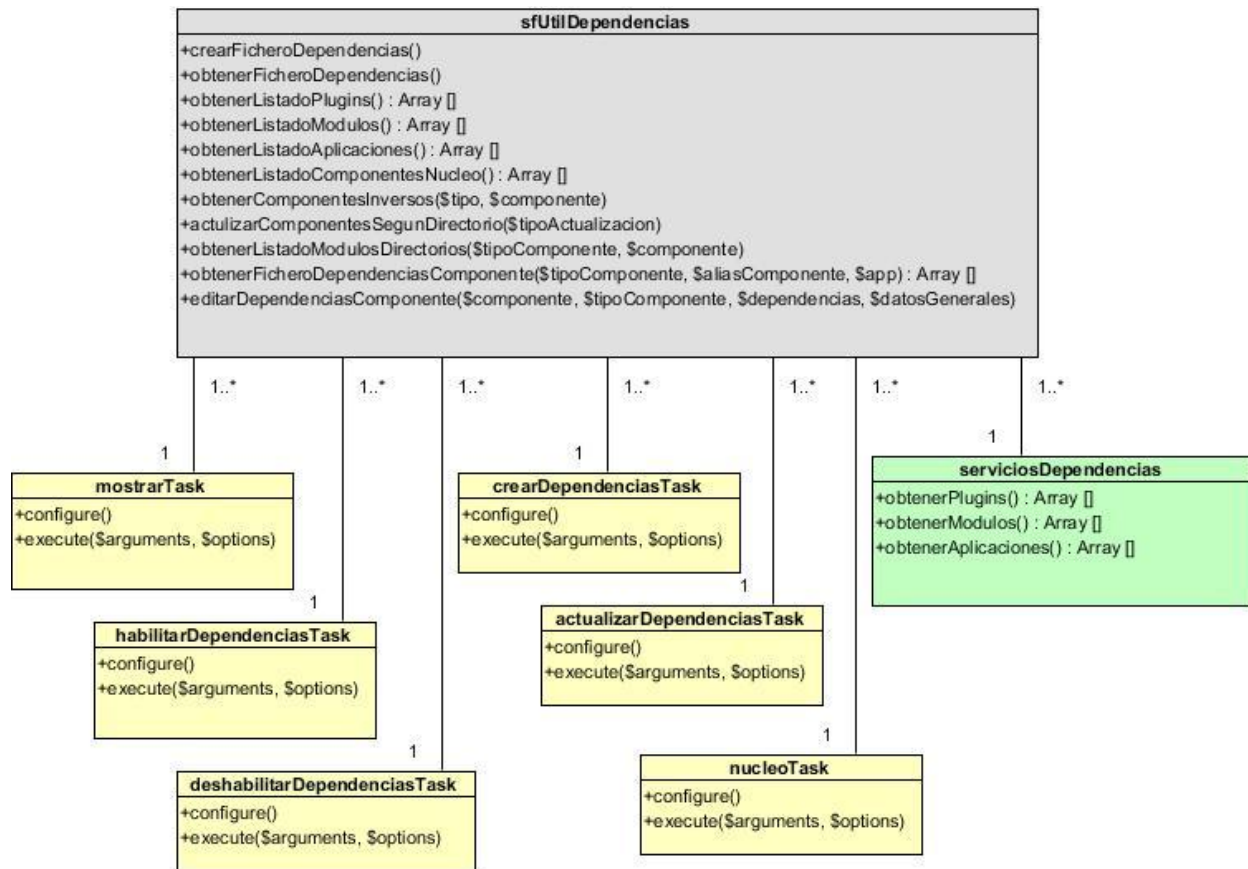 sfUtilDependencias
+crearFicheroDependencias()
+obtenerFicheroDependencias()
+obtenerListadoPlugins() : Array []
+obtenerListadoModulos() : Array []
+obtenerListadoAplicaciones() : Array []
+obtenerListadoComponentesNucleo() : Array []
+obtenerComponentesInversos($tipo, $componente)
+actulizarComponentesSegunDirectorio($tipoActualizacion)
+obtenerListadoModulosDirectorios($tipoComponente, $componente)
+obtenerFicheroDependenciasComponente($tipoComponente, $aliasComponente, $app) : Array []
+editarDependenciasComponente($componente, $tipoComponente, $dependencias, $datosGenerales)
1..*
1..*
1..*
1..*
1..*
1..*
1..*
1
mostrarTask
+configure()
+execute($arguments, $options)
1
crearDependenciasTask
+configure()
+execute($arguments, $options)
1
serviciosDependencias
+obtenerPlugins() : Array []
+obtenerModulos() : Array []
+obtenerAplicaciones() : Array []
1
habilitarDependenciasTask
+configure()
+execute($arguments, $options)
1
actualizarDependenciasTask
+configure()
+execute($arguments, $options)
1
deshabilitarDependenciasTask
+configure()
+execute($arguments, $options)
1
nucleoTask
+configure()
+execute($arguments, $options)